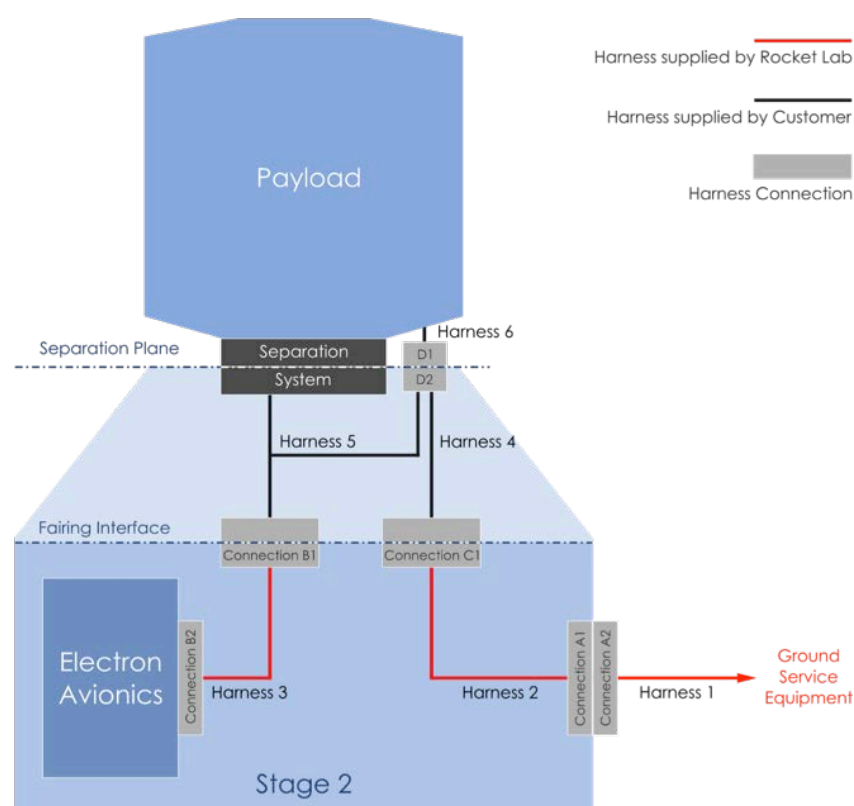 Harness supplied by Rocket Lab
Harness supplied by Customer
Harness Connection
Payload
Harness 6
Separation Plane
Separation
System
D1
D2
Harness 5
Harness 4
Fairing Interface
Connection B1
Connection C1
Electron
Avionics
Connection B2
Harness 3
Harness 2
Connection A1
Connection A2
Harness 1
Ground
Service
Equipment
Stage 2